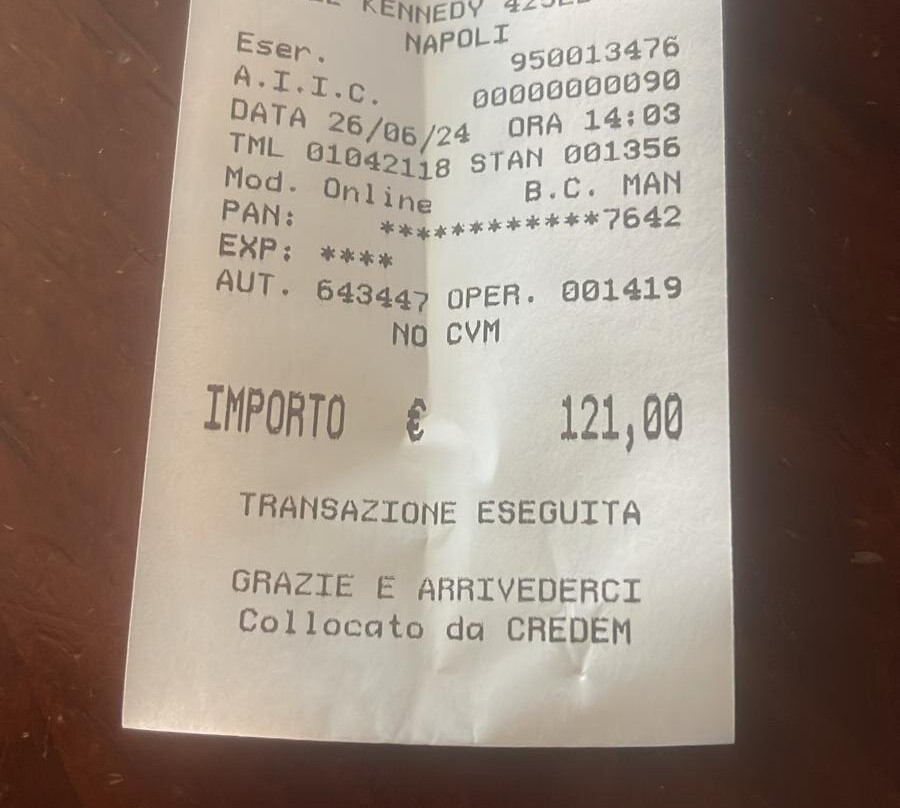 KENNEDY
NAPOLI
Eser. 950013476
A.I.I.C. 00000000090
DATA 26/06/24 ORA 14:03
TML 01042118 STAN 001356
Mod. Online B.C. MAN
PAN: ************7642
EXP: ****
AUT. 643447 OPER. 001419
NO CVM
IMPORTO € 121,00
TRANSAZIONE ESEGUITA
GRAZIE E ARRIVEDERCI
Collocato da CREDEM